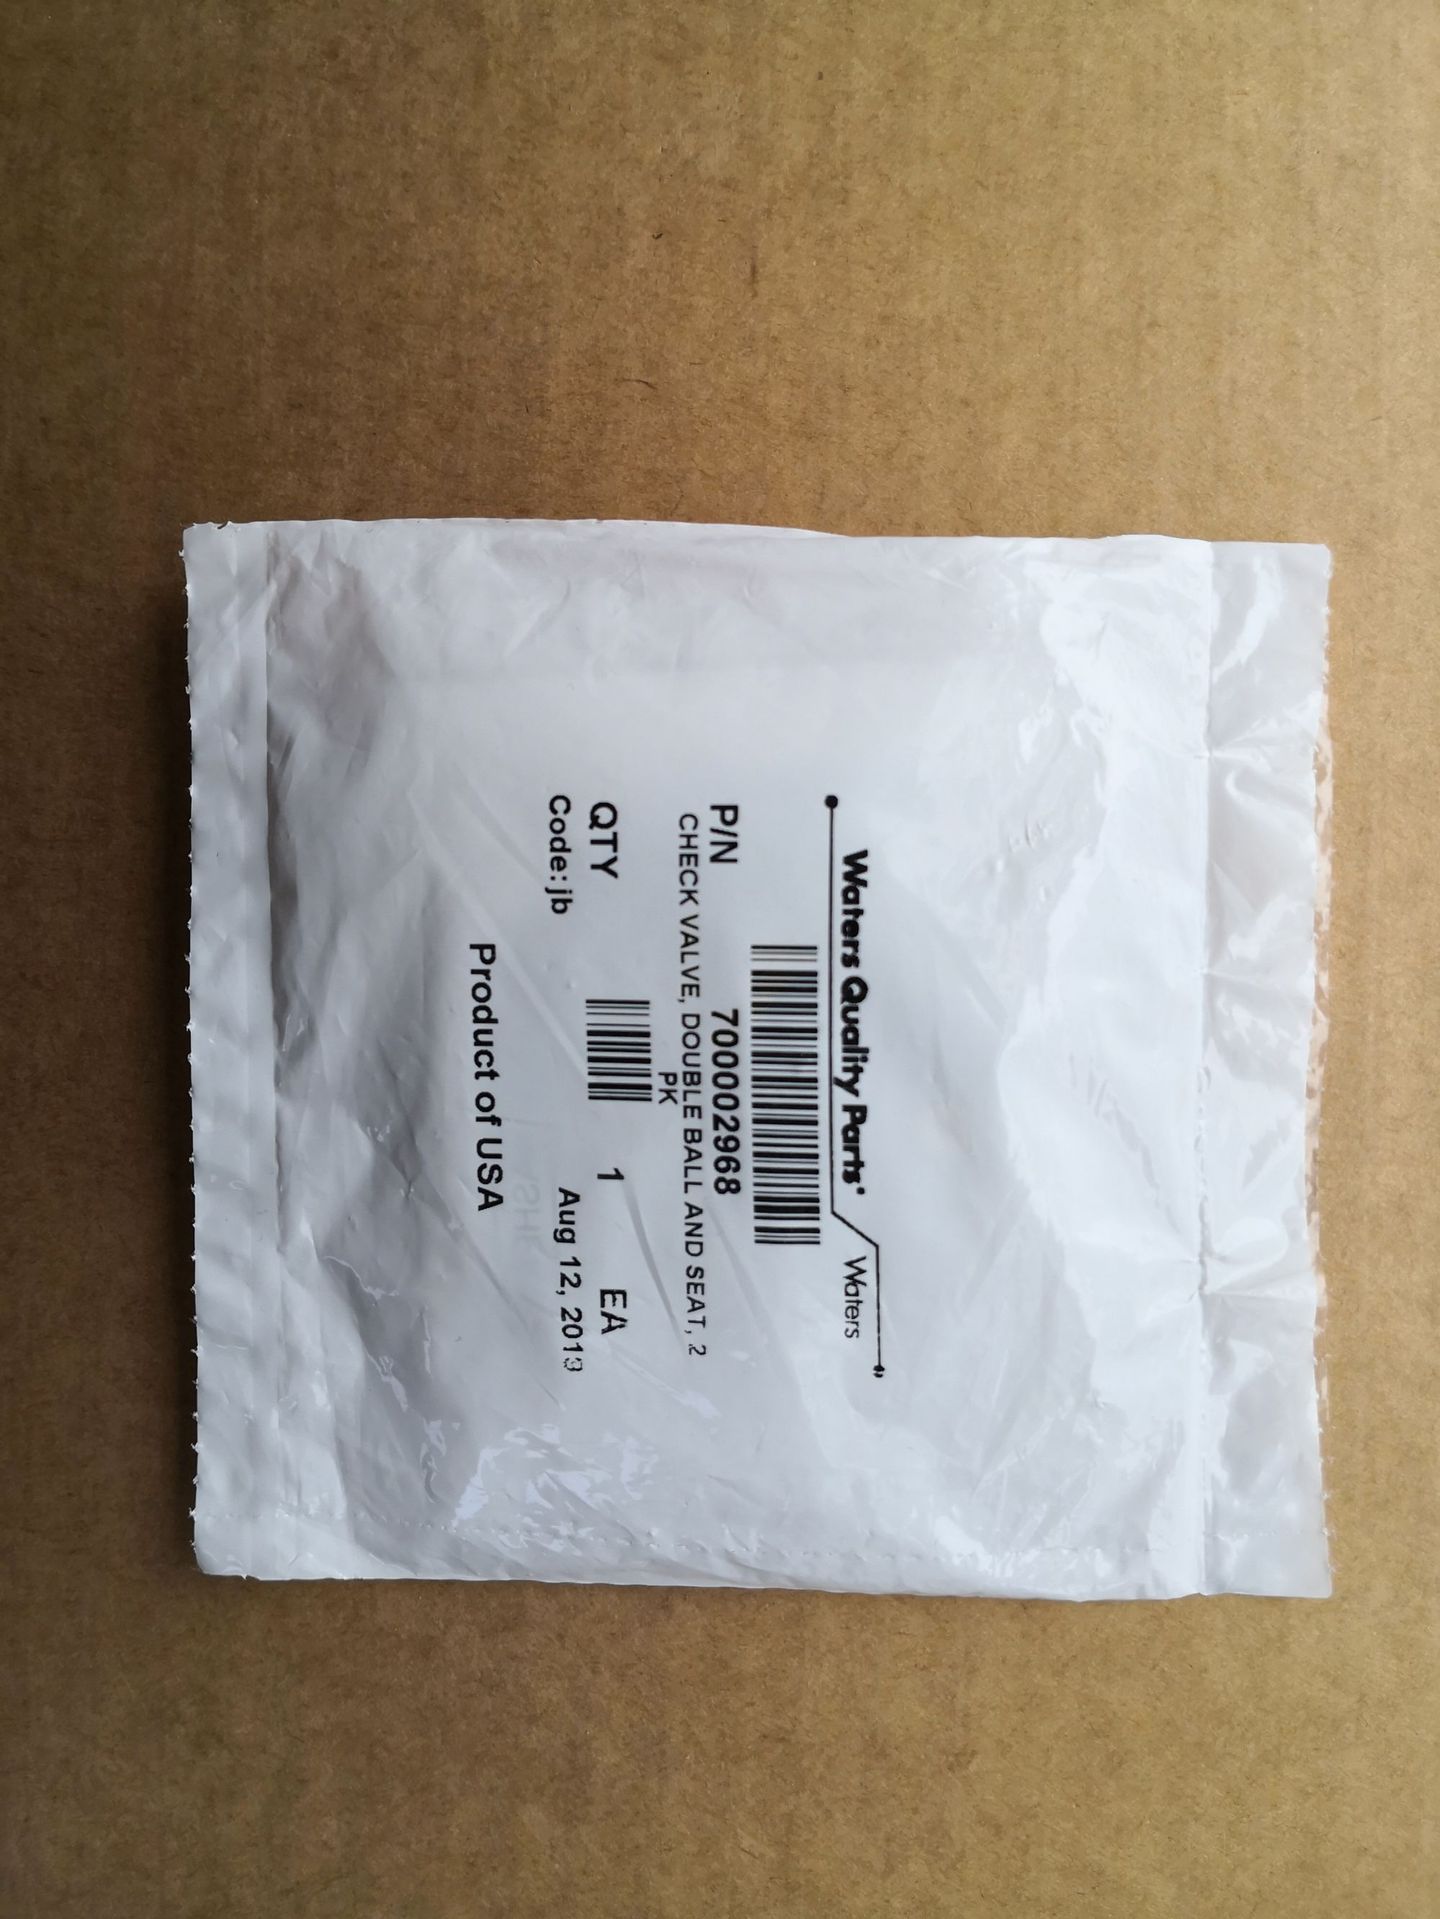 Waters Quality Parts®
Waters
P/N 700002968
CHECK VALVE, DOUBLE BALL AND SEAT, 2
PK
QTY 1 EA
Code: jb Aug 12, 2019
Product of USA